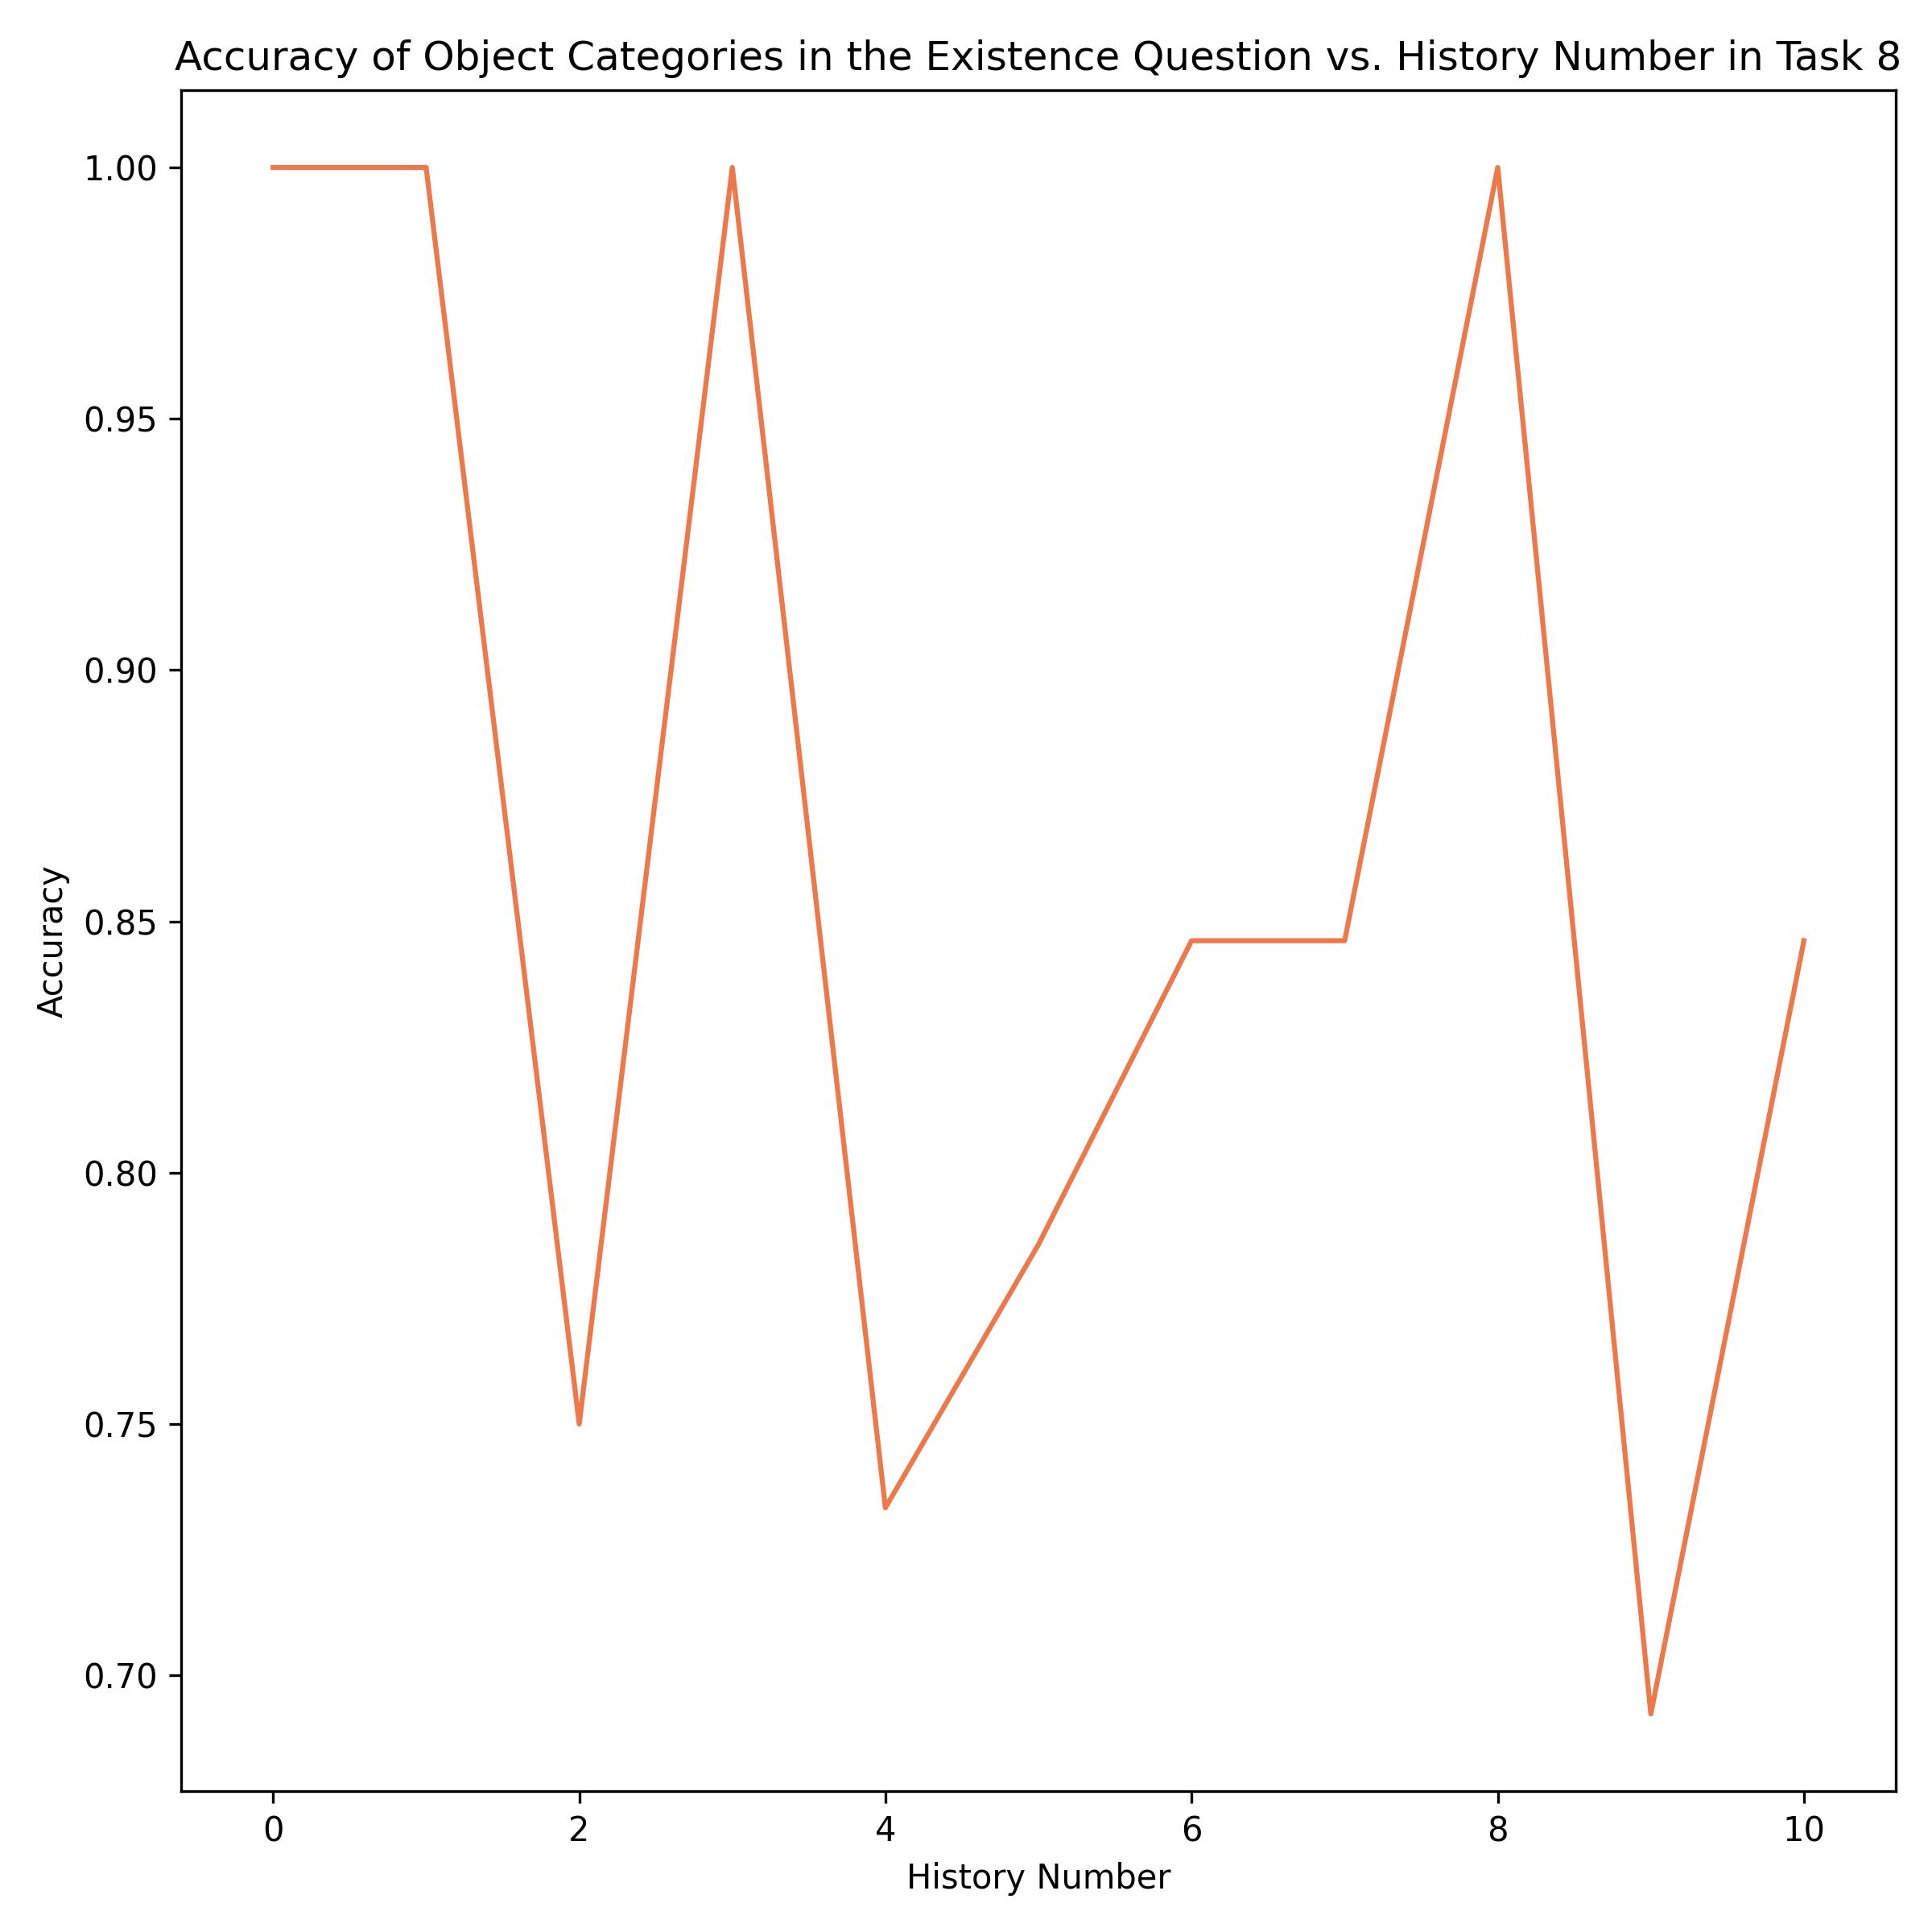 Accuracy of Object Categories in the Existence Question vs. History Number in Task 8
1.00
0.95
0.90
0.85
0.80
0.75
0.70
Accuracy
0 2 4 6 8 10
History Number